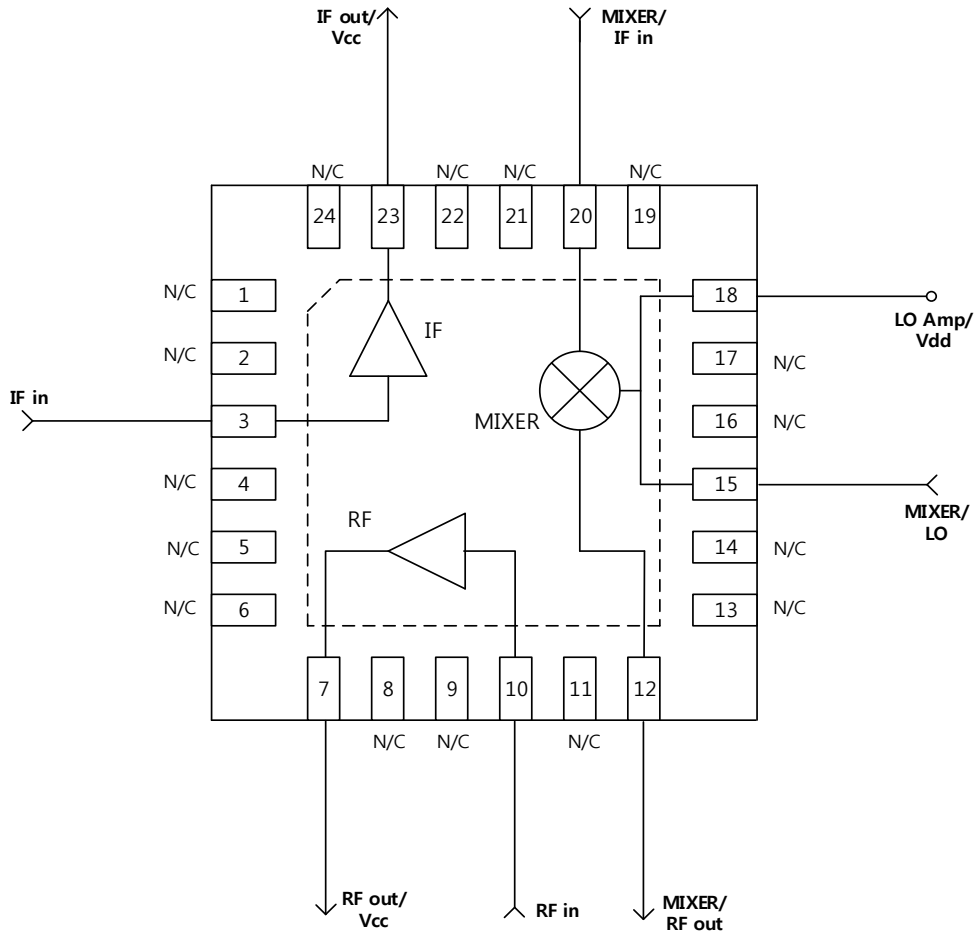 IF out/
Vcc
MIXER/
IF in
N/C
N/C
N/C
N/C
24
23
22
21
20
19
N/C
1
18
LO Amp/
Vdd
IF
N/C
2
17
N/C
IF in
3
MIXER
16
N/C
N/C
4
15
MIXER/
LO
RF
N/C
5
14
N/C
N/C
6
13
N/C
7
8
9
10
11
12
N/C
N/C
N/C
RF out/
Vcc
RF in
MIXER/
RF out